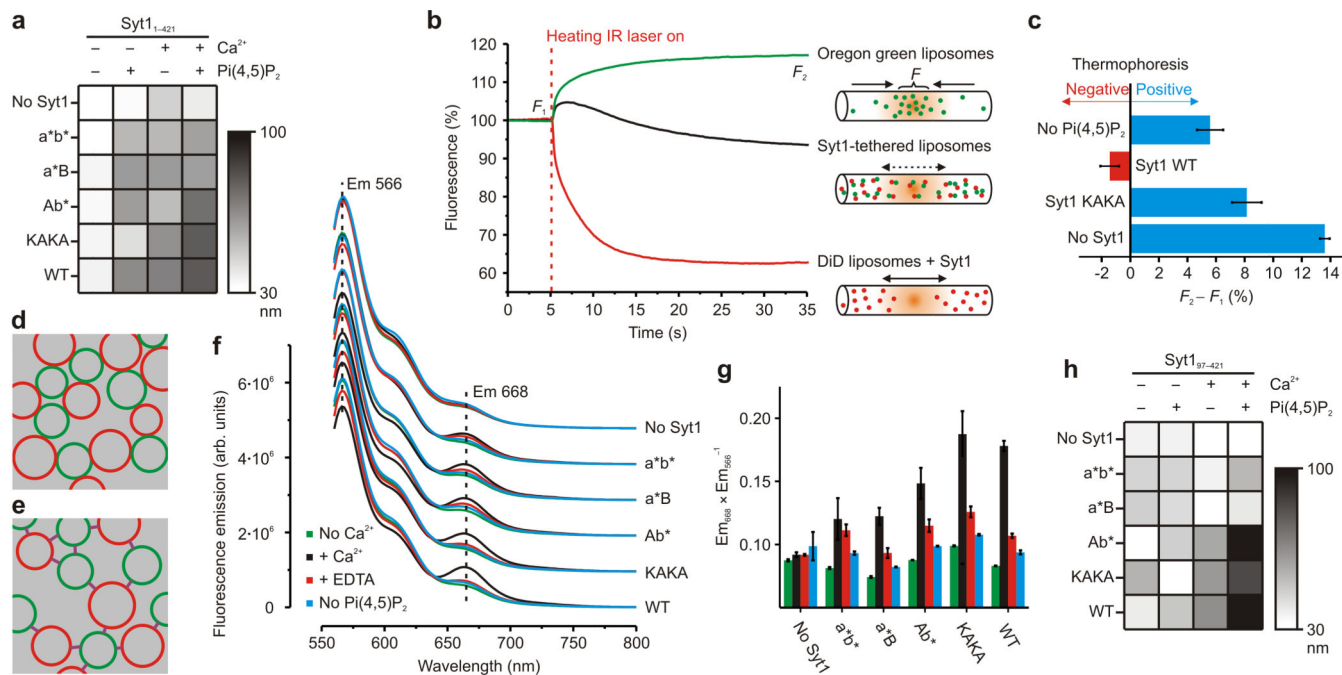 a
Syt1₁₋₄₂₁
– – + + Ca²⁺
– + – + Pi(4,5)P₂
No Syt1
a*b*
a*B
Ab*
KAKA
WT
100
30
nm
b
Heating IR laser on
120
110
100
90
80
70
60
Fluorescence (%)
F₁
F₂
0 5 10 15 20 25 30 35
Time (s)
Oregon green liposomes
F
Syt1-tethered liposomes
DiD liposomes + Syt1
c
Thermophoresis
Negative Positive
No Pi(4,5)P₂
Syt1 WT
Syt1 KAKA
No Syt1
-2 0 2 4 6 8 10 12 14
F₂ – F₁ (%)
d
e
f
Em 566
Em 668
Fluorescence emission (arb. units)
6·10⁶
4·10⁶
2·10⁶
0
No Ca²⁺
+ Ca²⁺
+ EDTA
No Pi(4,5)P₂
No Syt1
a*b*
a*B
Ab*
KAKA
WT
550 600 650 700 750 800
Wavelength (nm)
g
Em₆₆₈ × Em₅₆₆⁻¹
0.20
0.15
0.10
No Syt1
a*b*
a*B
Ab*
KAKA
WT
h
Syt1₉₇₋₄₂₁
– – + + Ca²⁺
– + – + Pi(4,5)P₂
No Syt1
a*b*
a*B
Ab*
KAKA
WT
100
30
nm